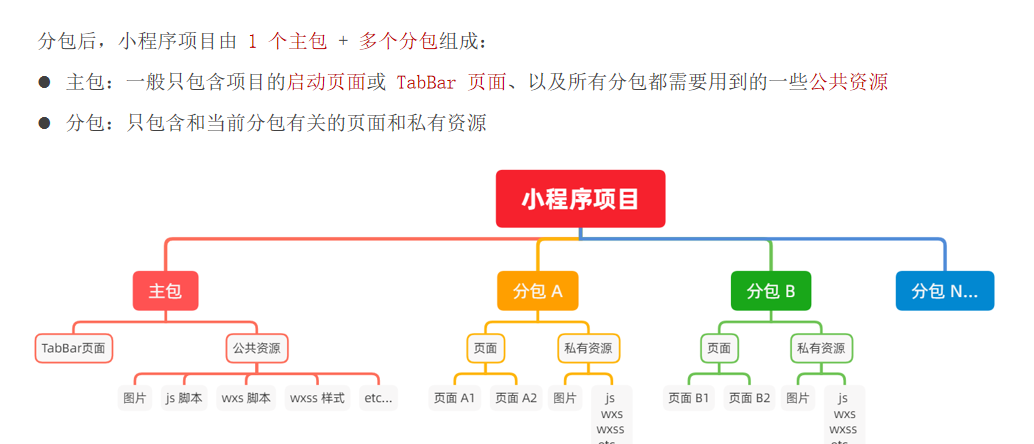 分包后，小程序项目由 1 个主包 + 多个分包组成：
● 主包：一般只包含项目的启动页面或 TabBar 页面、以及所有分包都需要用到的一些公共资源
● 分包：只包含和当前分包有关的页面和私有资源
小程序项目
主包
分包 A
分包 B
分包 N...
TabBar页面
公共资源
页面
私有资源
页面
私有资源
图片
js 脚本
wxs 脚本
wxss 样式
etc...
页面 A1
页面 A2
图片
js
wxs
wxss
页面 B1
页面 B2
图片
js
wxs
wxss